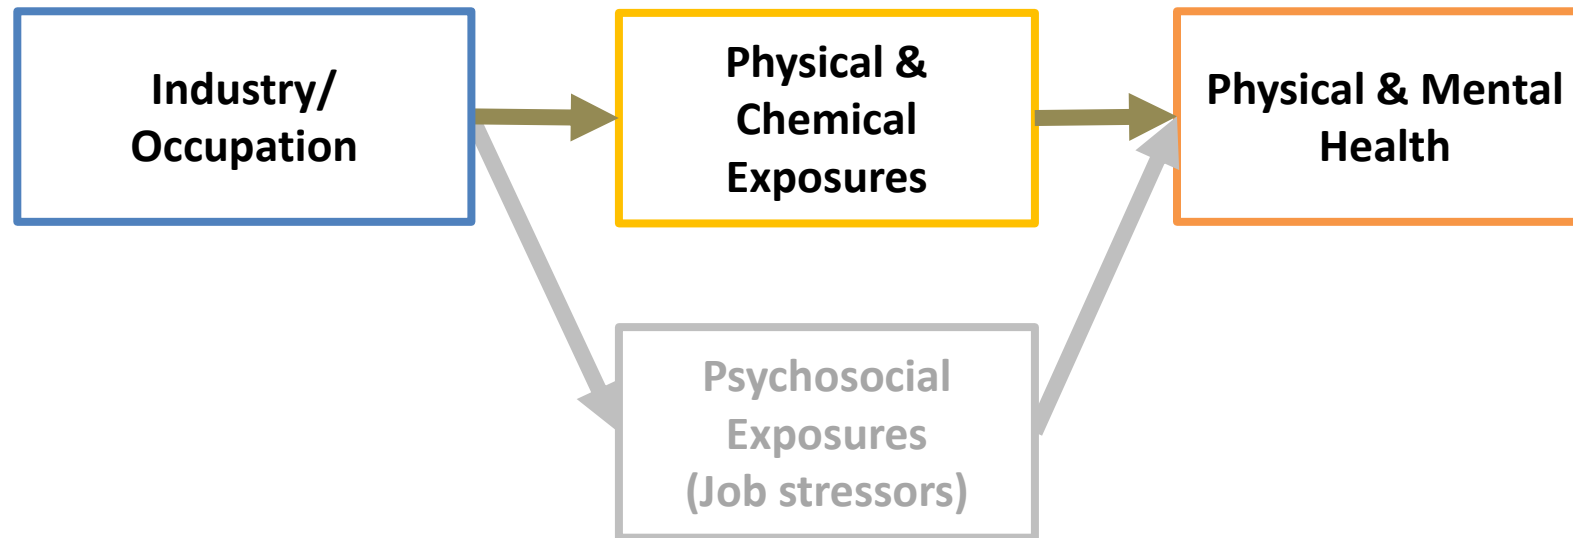 Industry/
Occupation
Physical &
Chemical
Exposures
Physical & Mental
Health
Psychosocial
Exposures
(Job stressors)